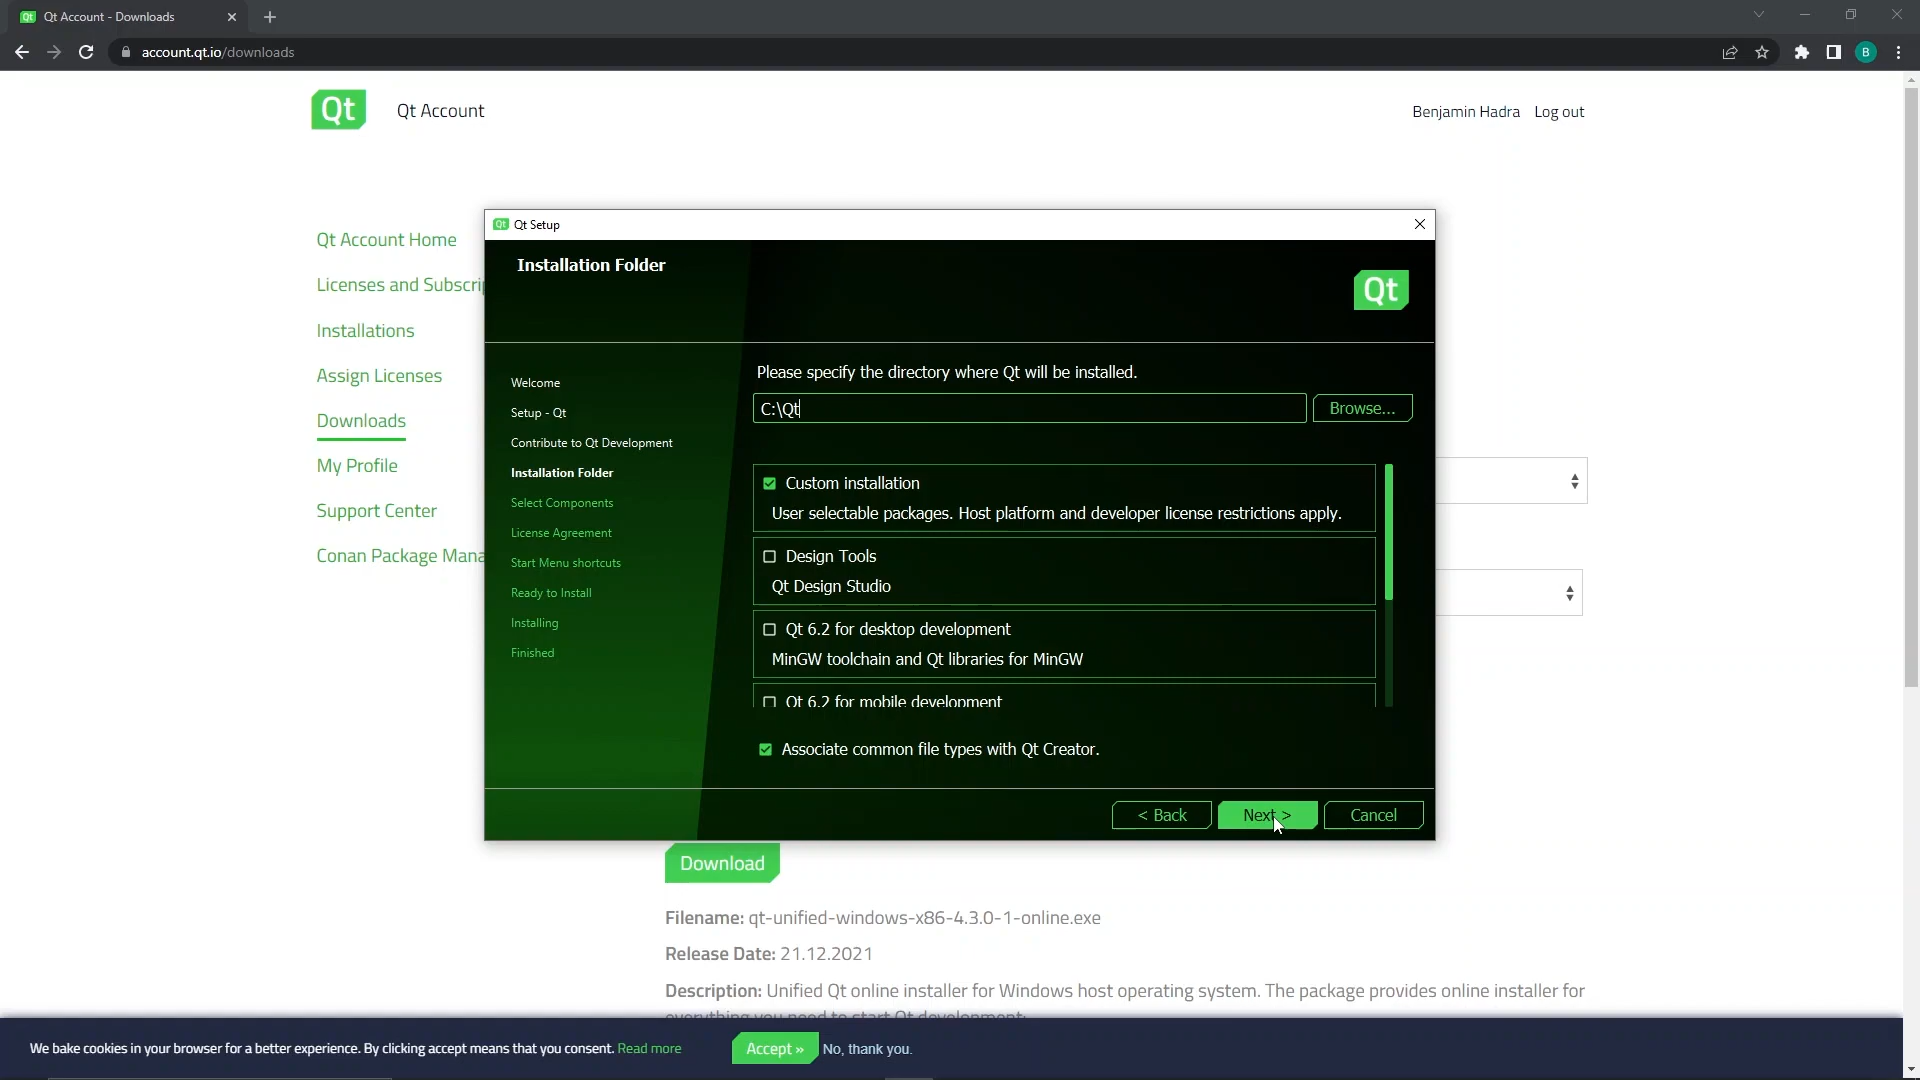 Qt Account - Downloads
account.qt.io/downloads
B
Qt
Qt Account
Benjamin Hadra
Log out
Qt Account Home
Licenses and Subscrip
Installations
Assign Licenses
Downloads
My Profile
Support Center
Conan Package Mana
Qt Setup
Installation Folder
Qt
Welcome
Setup - Qt
Contribute to Qt Development
Installation Folder
Select Components
License Agreement
Start Menu shortcuts
Ready to Install
Installing
Finished
Please specify the directory where Qt will be installed.
C:\Qt
Browse...
Custom installation
User selectable packages. Host platform and developer license restrictions apply.
Design Tools
Qt Design Studio
Qt 6.2 for desktop development
MinGW toolchain and Qt libraries for MinGW
Qt 6.2 for mobile development
Associate common file types with Qt Creator.
< Back
Next >
Cancel
Download
Filename: qt-unified-windows-x86-4.3.0-1-online.exe
Release Date: 21.12.2021
Description: Unified Qt online installer for Windows host operating system. The package provides online installer for
everything you need to start Qt development:
We bake cookies in your browser for a better experience. By clicking accept means that you consent. Read more
Accept »
No, thank you.